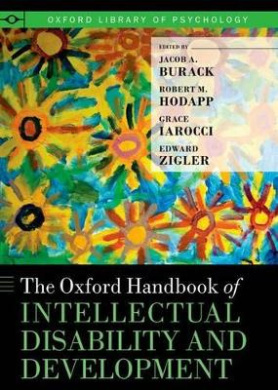 OXFORD LIBRARY OF PSYCHOLOGY
EDITED BY
JACOB A.
BURACK
ROBERT M.
HODAPP
GRACE
IAROCCI
EDWARD
ZIGLER
The Oxford Handbook of
INTELLECTUAL
DISABILITY AND
DEVELOPMENT